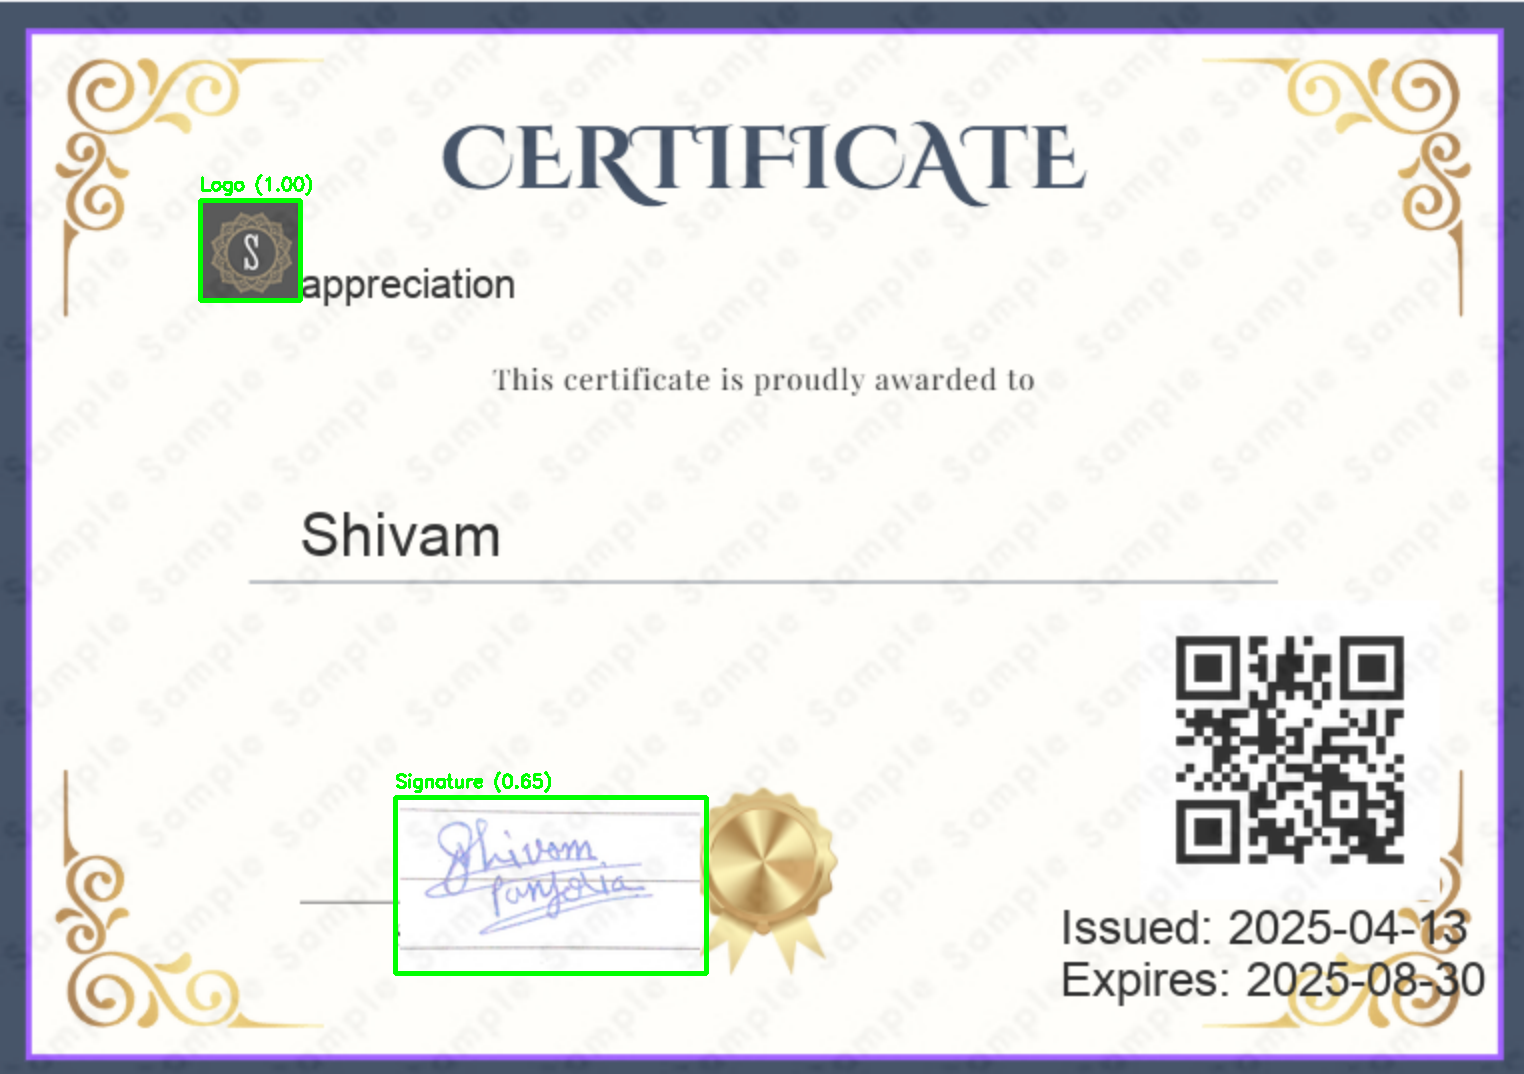 CERTIFICATE
Logo (1.00)
S
appreciation
This certificate is proudly awarded to
Shivam
Signature (0.65)
Shivam
Panjolia
Issued: 2025-04-13
Expires: 2025-08-30
Sample